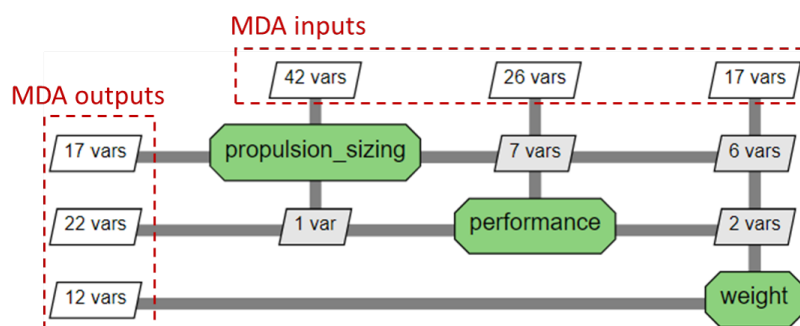 MDA inputs
42 vars
26 vars
17 vars
MDA outputs
17 vars
propulsion_sizing
7 vars
6 vars
22 vars
1 var
performance
2 vars
12 vars
weight